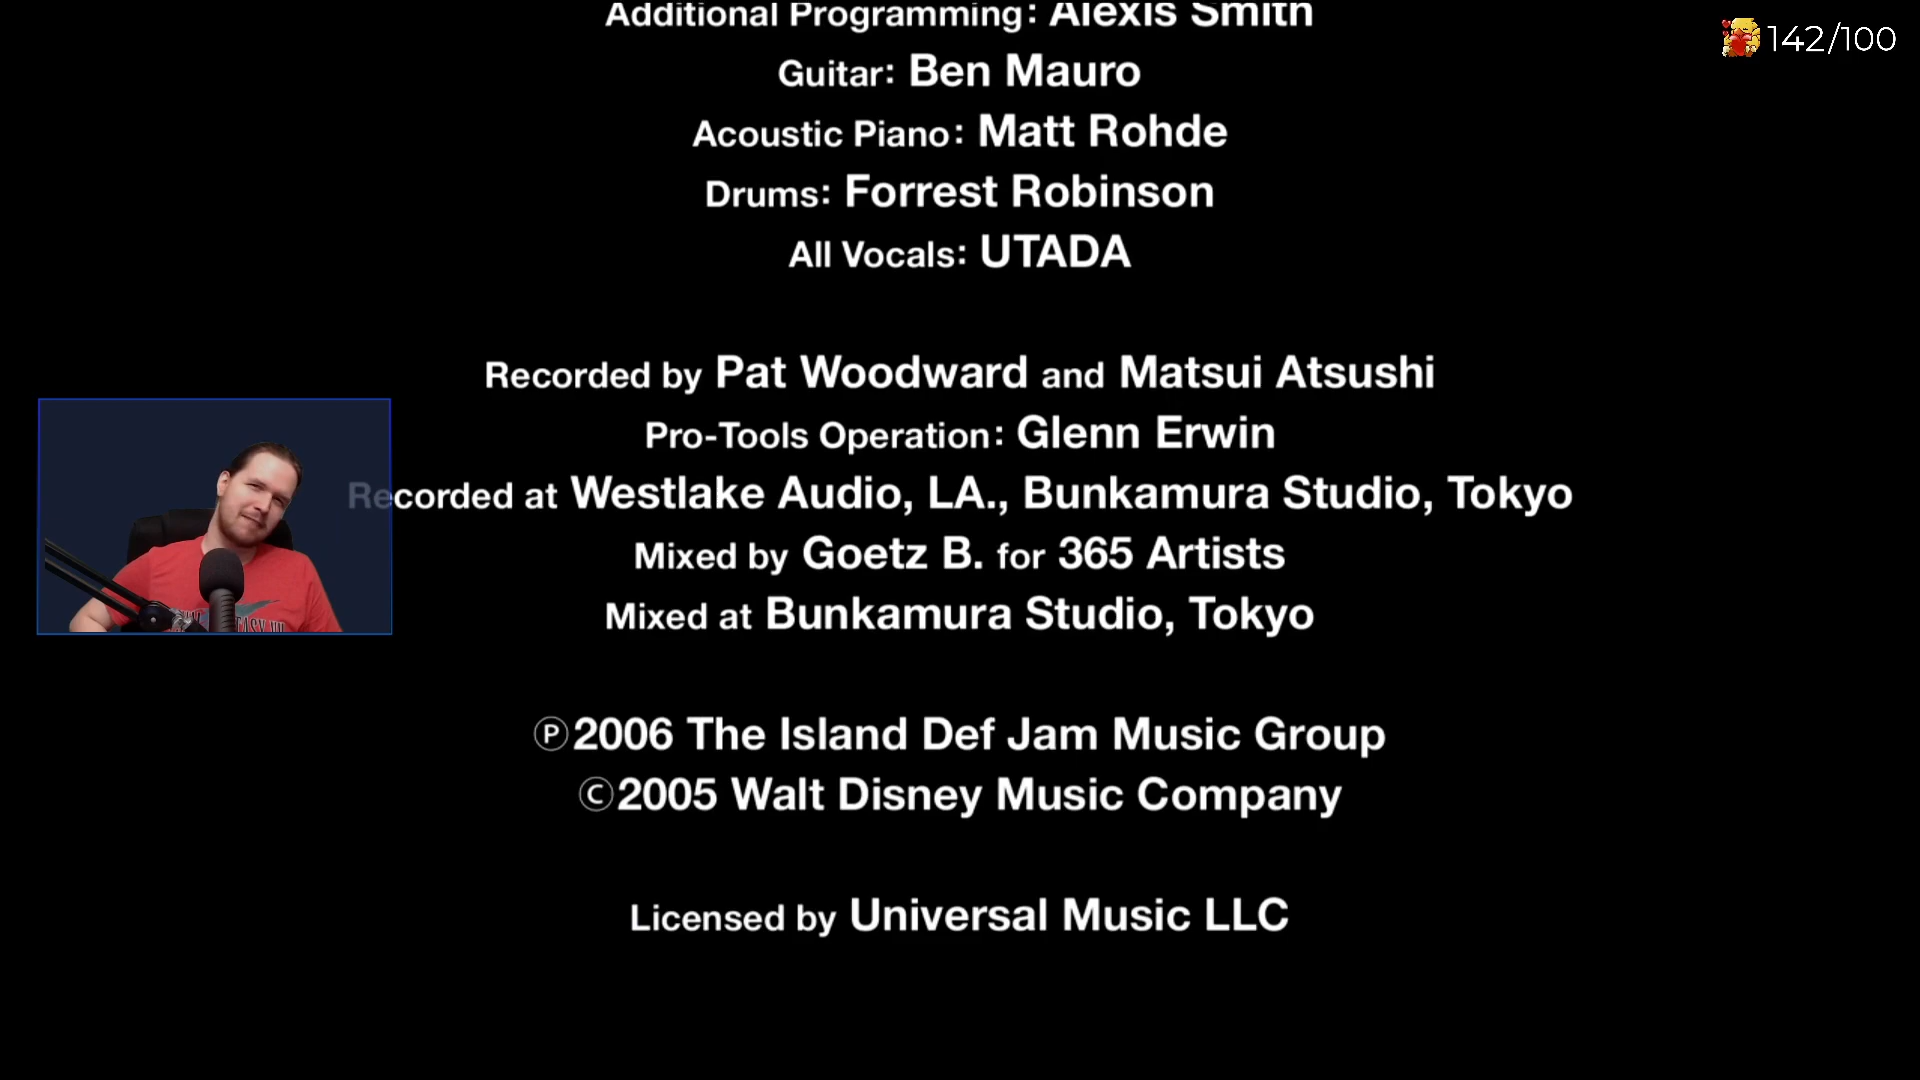 Additional Programming: Alexis Smith
142/100
Guitar: Ben Mauro
Acoustic Piano: Matt Rohde
Drums: Forrest Robinson
All Vocals: UTADA
Recorded by Pat Woodward and Matsui Atsushi
Pro-Tools Operation: Glenn Erwin
Recorded at Westlake Audio, LA., Bunkamura Studio, Tokyo
Mixed by Goetz B. for 365 Artists
Mixed at Bunkamura Studio, Tokyo
℗2006 The Island Def Jam Music Group
©2005 Walt Disney Music Company
Licensed by Universal Music LLC